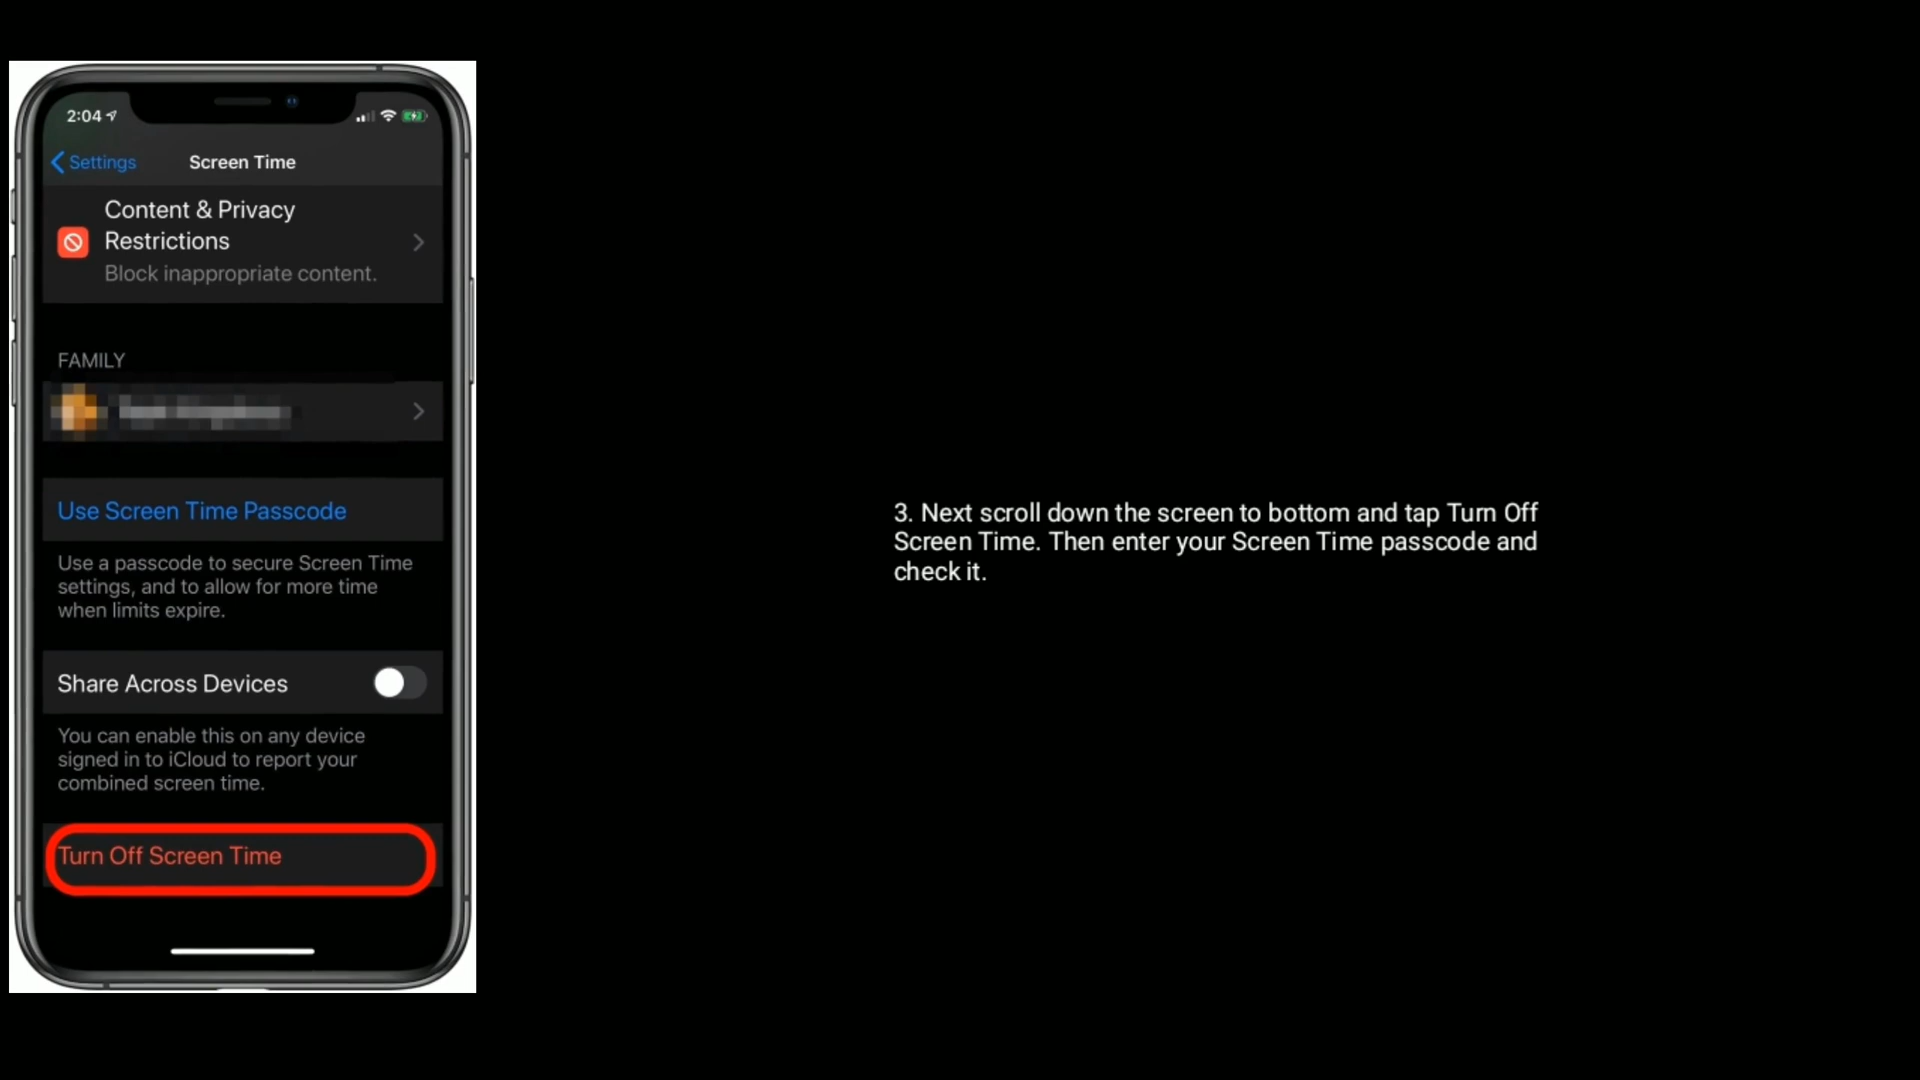 2:04
Settings
Screen Time
Content & Privacy
Restrictions
Block inappropriate content.
FAMILY
Use Screen Time Passcode
Use a passcode to secure Screen Time
settings, and to allow for more time
when limits expire.
Share Across Devices
You can enable this on any device
signed in to iCloud to report your
combined screen time.
Turn Off Screen Time
3. Next scroll down the screen to bottom and tap Turn Off
Screen Time. Then enter your Screen Time passcode and
check it.